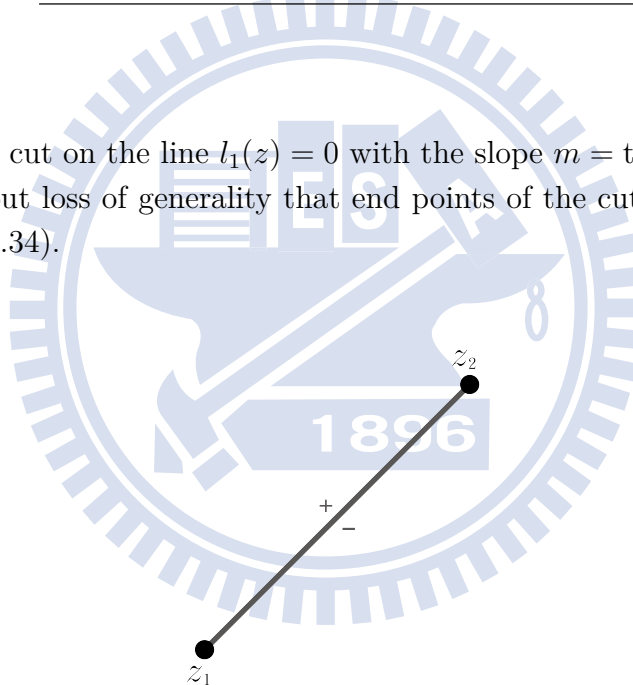 cut on the line l₁(z) = 0 with the slope m = t
ut loss of generality that end points of the cut
.34).
E S
z₂
1896
+
−
z₁